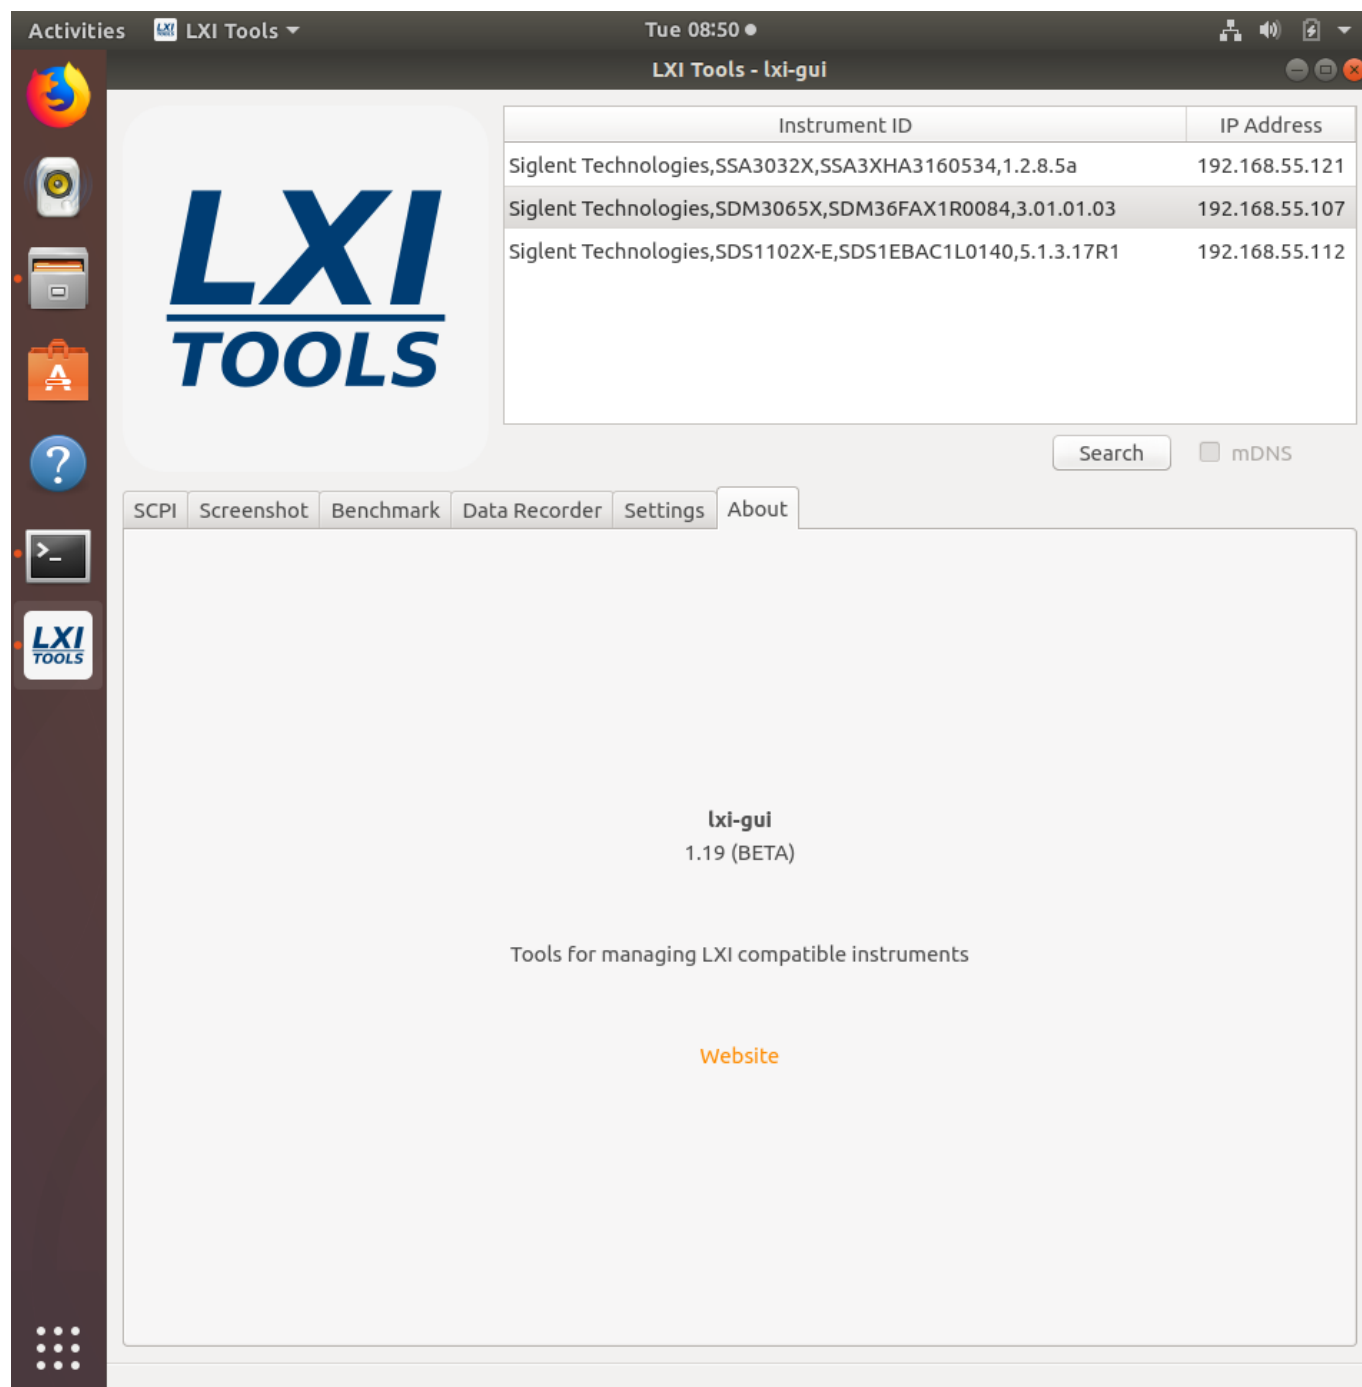 Activities LXI Tools Tue 08:50
LXI Tools - lxi-gui
LXI
TOOLS
Instrument ID IP Address
Siglent Technologies,SSA3032X,SSA3XHA3160534,1.2.8.5a 192.168.55.121
Siglent Technologies,SDM3065X,SDM36FAX1R0084,3.01.01.03 192.168.55.107
Siglent Technologies,SDS1102X-E,SDS1EBAC1L0140,5.1.3.17R1 192.168.55.112
Search mDNS
SCPI Screenshot Benchmark Data Recorder Settings About
LXI
TOOLS
lxi-gui
1.19 (BETA)
Tools for managing LXI compatible instruments
Website